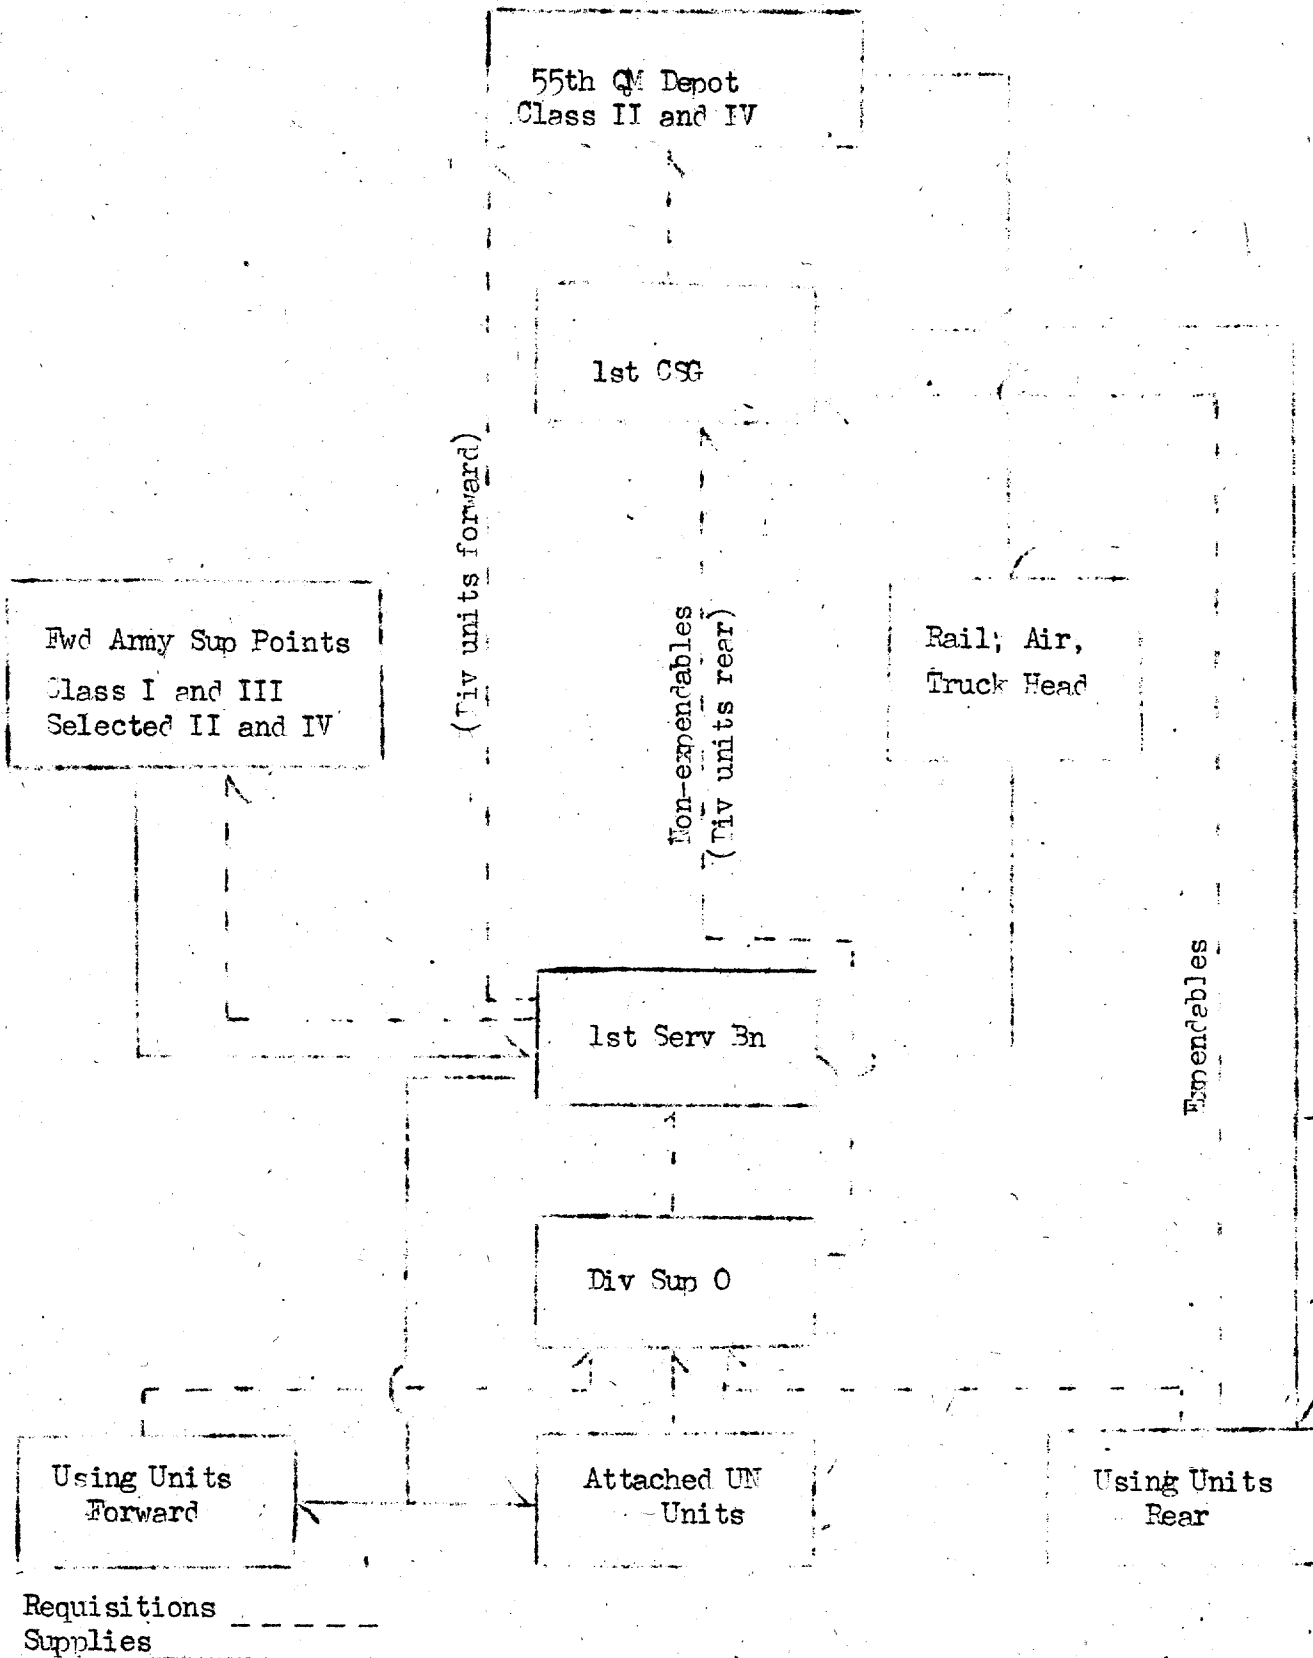 55th QM Depot
Class II and IV
1st CSG
(Div units forward)
Non-expendables
(Div units rear)
Fwd Army Sup Points
Class I and III
Selected II and IV
Rail, Air,
Truck Head
Expendables
1st Serv Bn
Div Sup O
Using Units
Forward
Attached UN
Units
Using Units
Rear
Requisitions
Supplies